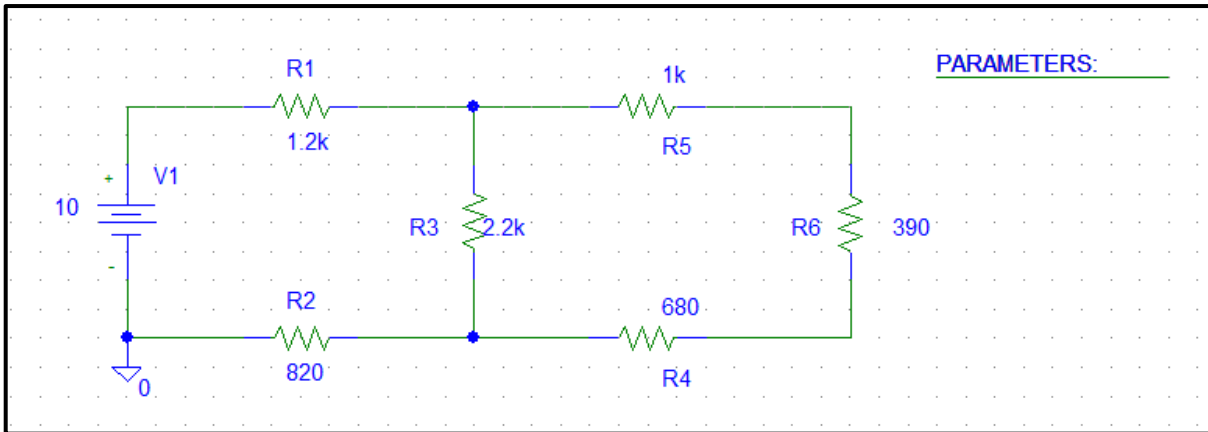 PARAMETERS:
R1
1k
1.2k
R5
+
V1
10
R3
2.2k
R6
390
-
R2
680
820
R4
0